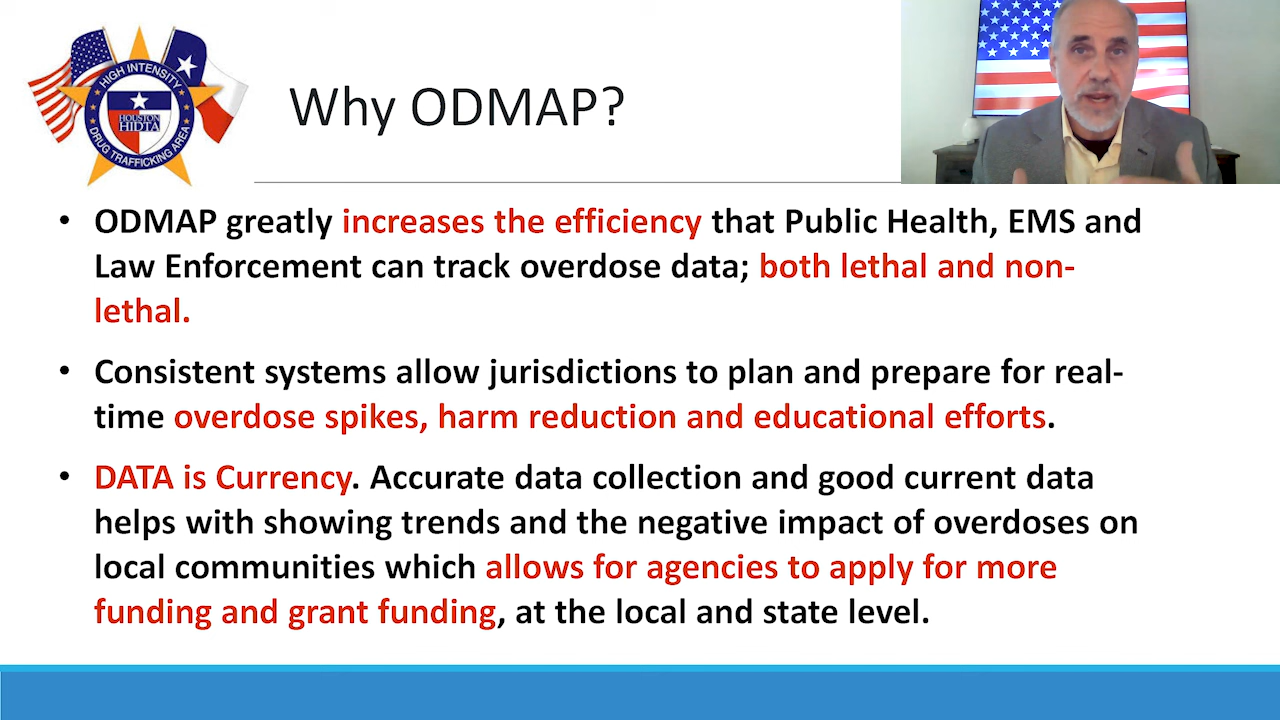 HIGH INTENSITY
HOUSTON
HIDTA
DRUG TRAFFICKING AREA
Why ODMAP?
• ODMAP greatly increases the efficiency that Public Health, EMS and
Law Enforcement can track overdose data; both lethal and non-
lethal.
• Consistent systems allow jurisdictions to plan and prepare for real-
time overdose spikes, harm reduction and educational efforts.
• DATA is Currency. Accurate data collection and good current data
helps with showing trends and the negative impact of overdoses on
local communities which allows for agencies to apply for more
funding and grant funding, at the local and state level.